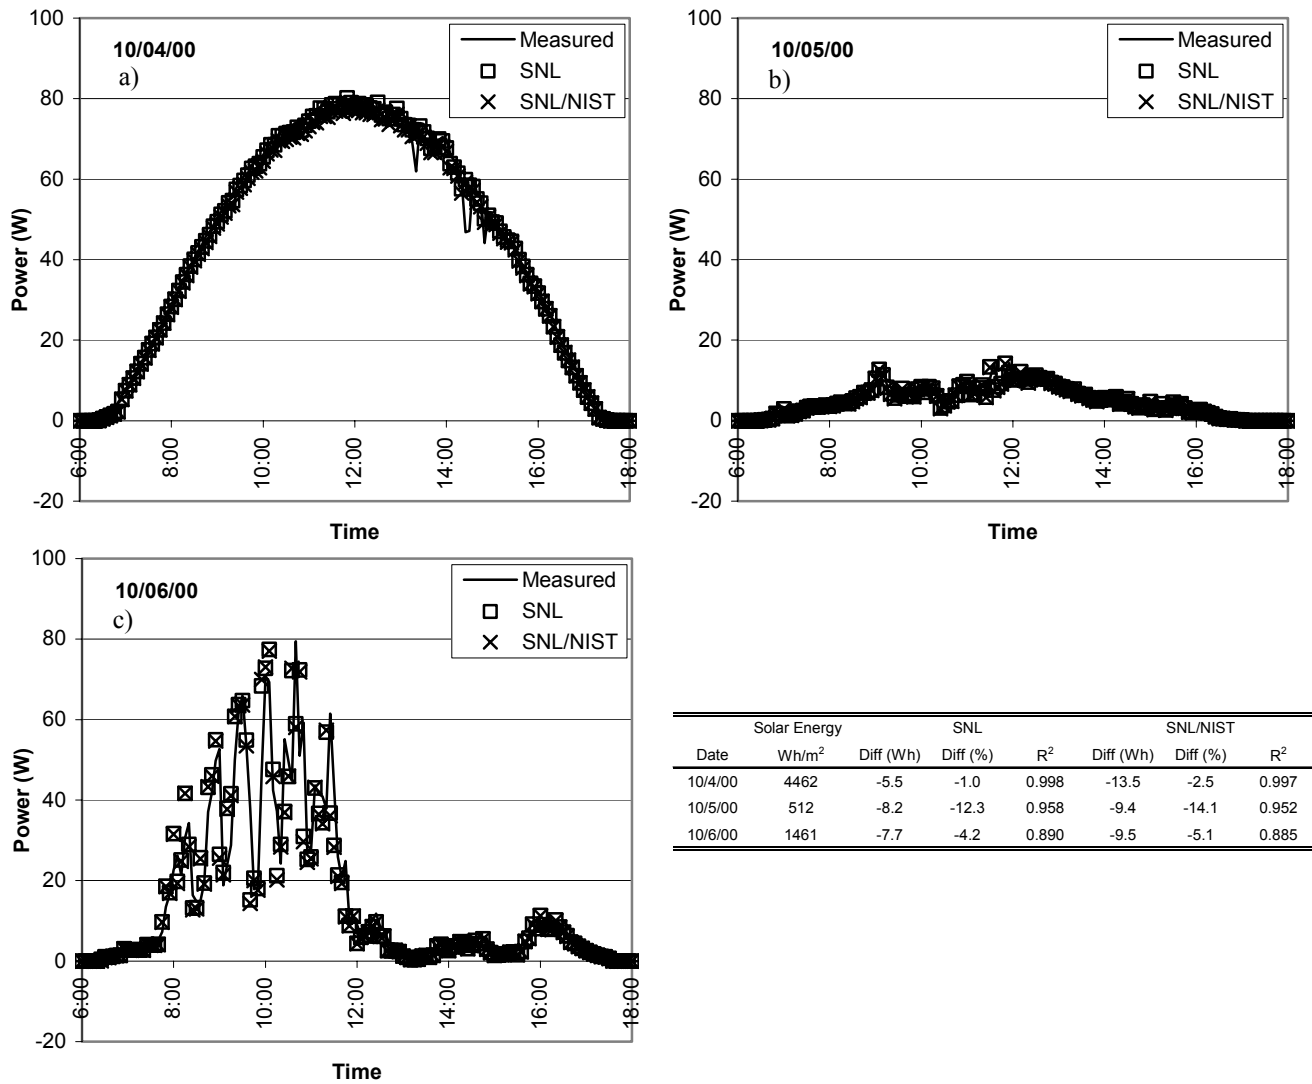 10/04/00
a)
Measured
SNL
SNL/NIST
100
80
60
40
20
0
-20
Power (W)
6:00
8:00
10:00
12:00
14:00
16:00
18:00
Time
10/05/00
b)
Measured
SNL
SNL/NIST
100
80
60
40
20
0
-20
Power (W)
6:00
8:00
10:00
12:00
14:00
16:00
18:00
Time
10/06/00
c)
Measured
SNL
SNL/NIST
100
80
60
40
20
0
-20
Power (W)
6:00
8:00
10:00
12:00
14:00
16:00
18:00
Time
Solar Energy SNL SNL/NIST
Date Wh/m² Diff (Wh) Diff (%) R² Diff (Wh) Diff (%) R²
10/4/00 4462 -5.5 -1.0 0.998 -13.5 -2.5 0.997
10/5/00 512 -8.2 -12.3 0.958 -9.4 -14.1 0.952
10/6/00 1461 -7.7 -4.2 0.890 -9.5 -5.1 0.885